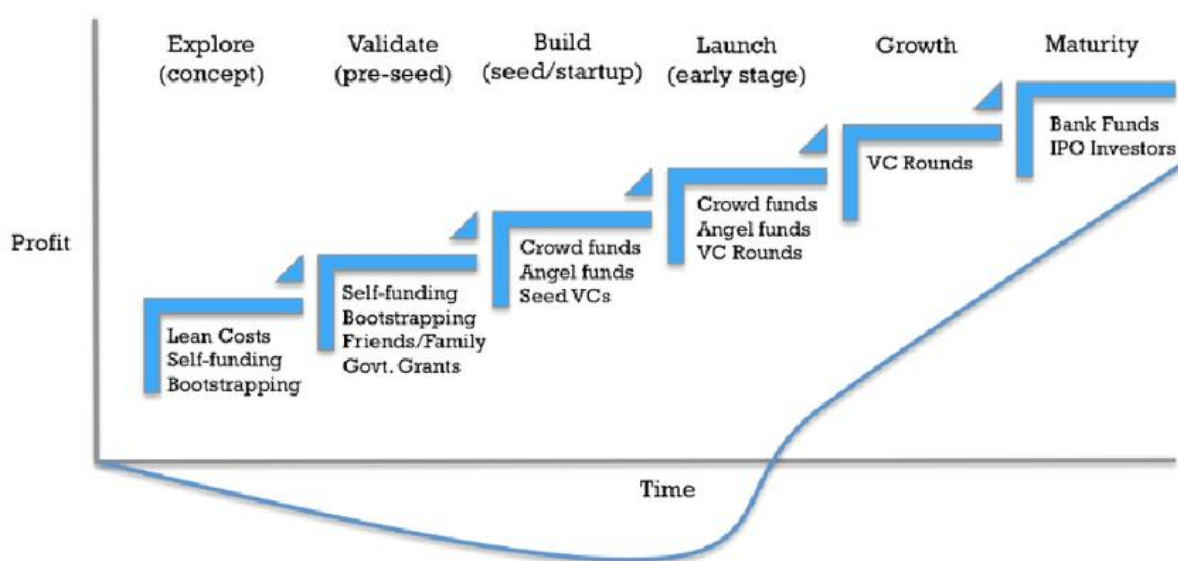 Explore
(concept)
Validate
(pre-seed)
Build
(seed/startup)
Launch
(early stage)
Growth
Maturity
Profit
Lean Costs
Self-funding
Bootstrapping
Self-funding
Bootstrapping
Friends/Family
Govt. Grants
Crowd funds
Angel funds
Seed VCs
Crowd funds
Angel funds
VC Rounds
VC Rounds
Bank Funds
IPO Investors
Time